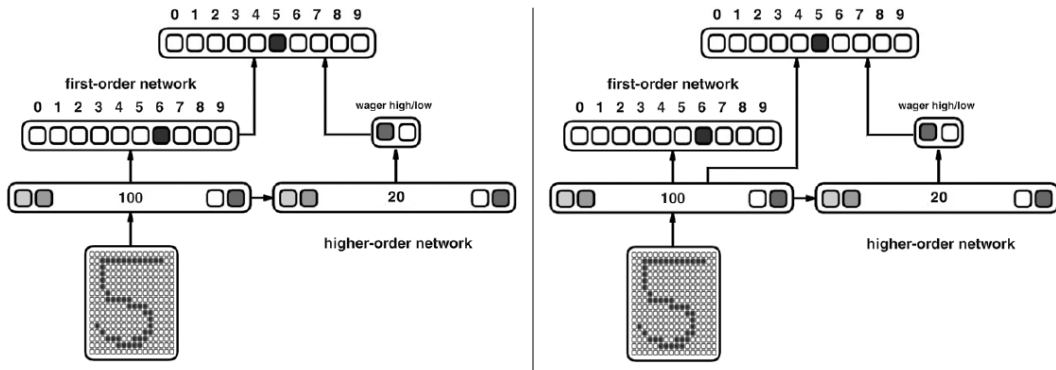 0 1 2 3 4 5 6 7 8 9
first-order network
0 1 2 3 4 5 6 7 8 9
wager high/low
100
20
higher-order network
0 1 2 3 4 5 6 7 8 9
first-order network
0 1 2 3 4 5 6 7 8 9
wager high/low
100
20
higher-order network